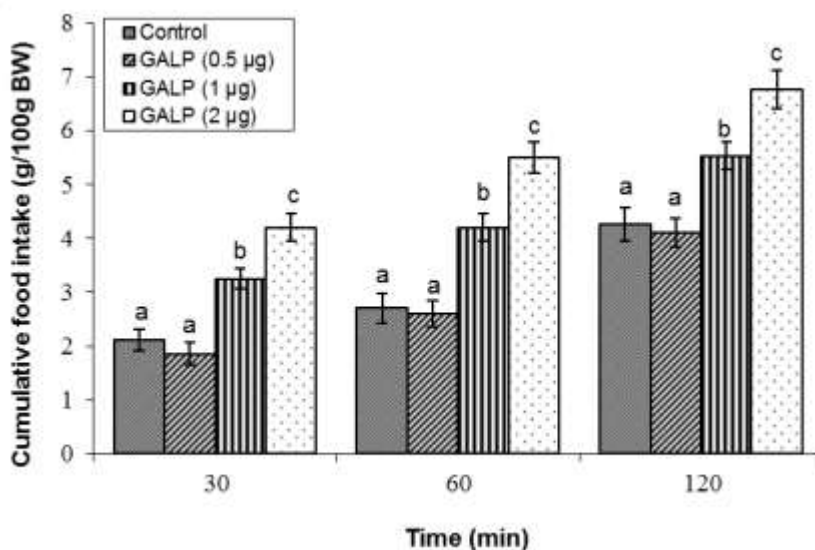 Cumulative food intake (g/100g BW)
8
7
6
5
4
3
2
1
0
Control
GALP (0.5 µg)
GALP (1 µg)
GALP (2 µg)
a a b c
a a b c
a a b c
30 60 120
Time (min)